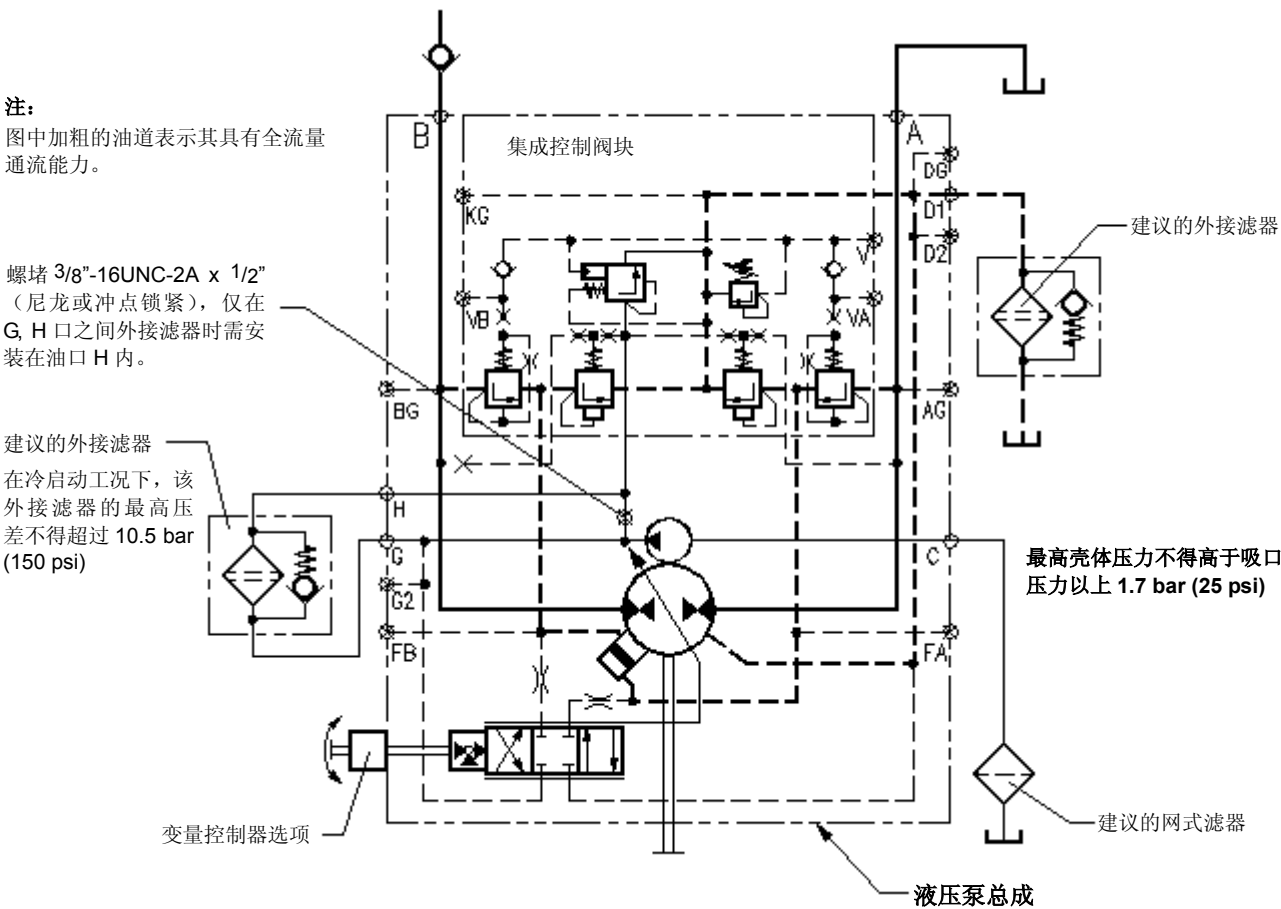 注：
图中加粗的油道表示其具有全流量
通流能力。
螺堵 3/8”-16UNC-2A x 1/2”
（尼龙或冲点锁紧），仅在
G, H 口之间外接滤器时需安
装在油口 H 内。
建议的外接滤器
在冷启动工况下，该
外接滤器的最高压
差不得超过 10.5 bar
(150 psi)
变量控制器选项
B
集成控制阀块
A
DG
KG
D1
V
D2
VB
VA
BG
AG
H
G
C
G2
FB
FA
建议的外接滤器
最高壳体压力不得高于吸口
压力以上 1.7 bar (25 psi)
建议的网式滤器
液压泵总成